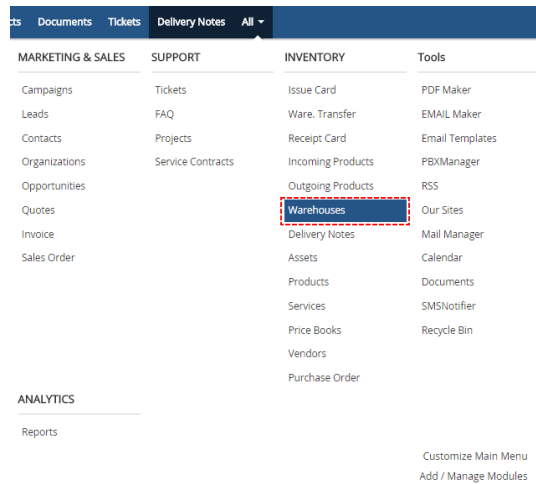 Documents Tickets Delivery Notes All
MARKETING & SALES
Campaigns
Leads
Contacts
Organizations
Opportunities
Quotes
Invoice
Sales Order
SUPPORT
Tickets
FAQ
Projects
Service Contracts
INVENTORY
Issue Card
Ware. Transfer
Receipt Card
Incoming Products
Outgoing Products
Warehouses
Delivery Notes
Assets
Products
Services
Price Books
Vendors
Purchase Order
Tools
PDF Maker
EMAIL Maker
Email Templates
PBXManager
RSS
Our Sites
Mail Manager
Calendar
Documents
SMSNotifier
Recycle Bin
ANALYTICS
Reports
Customize Main Menu
Add / Manage Modules